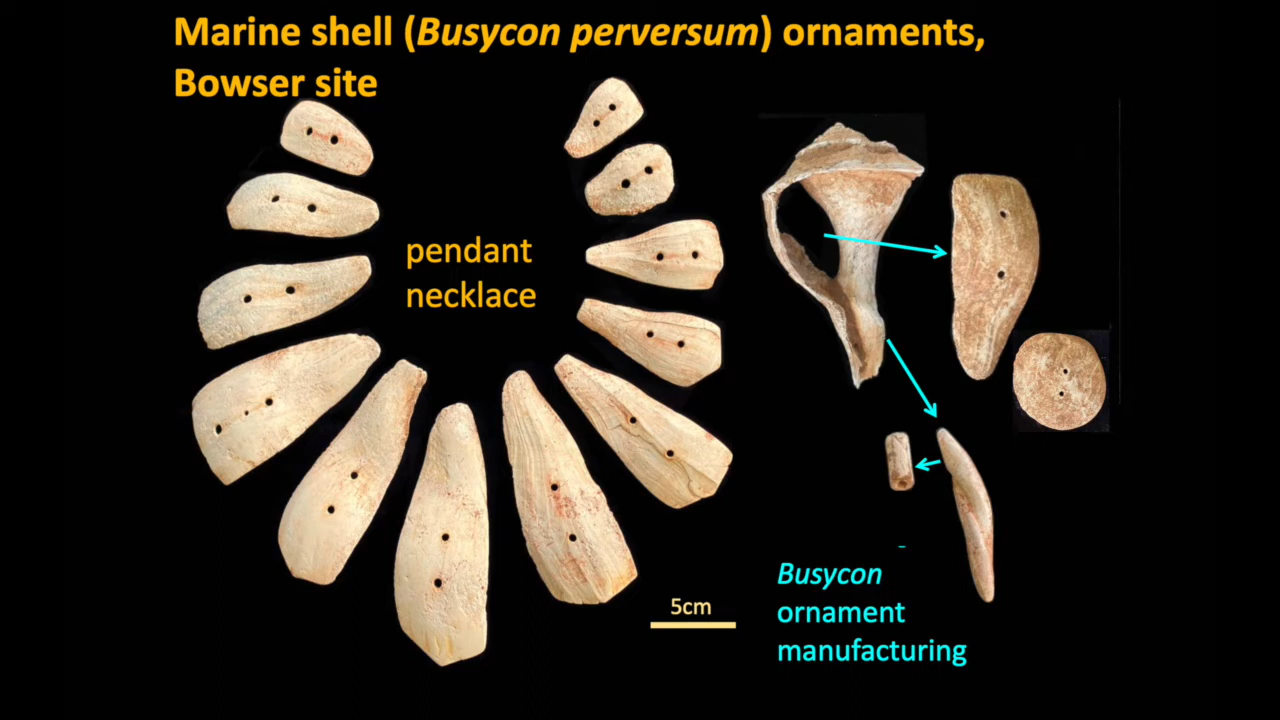 Marine shell (Busycon perversum) ornaments,
Bowser site
pendant
necklace
5cm
Busycon
ornament
manufacturing